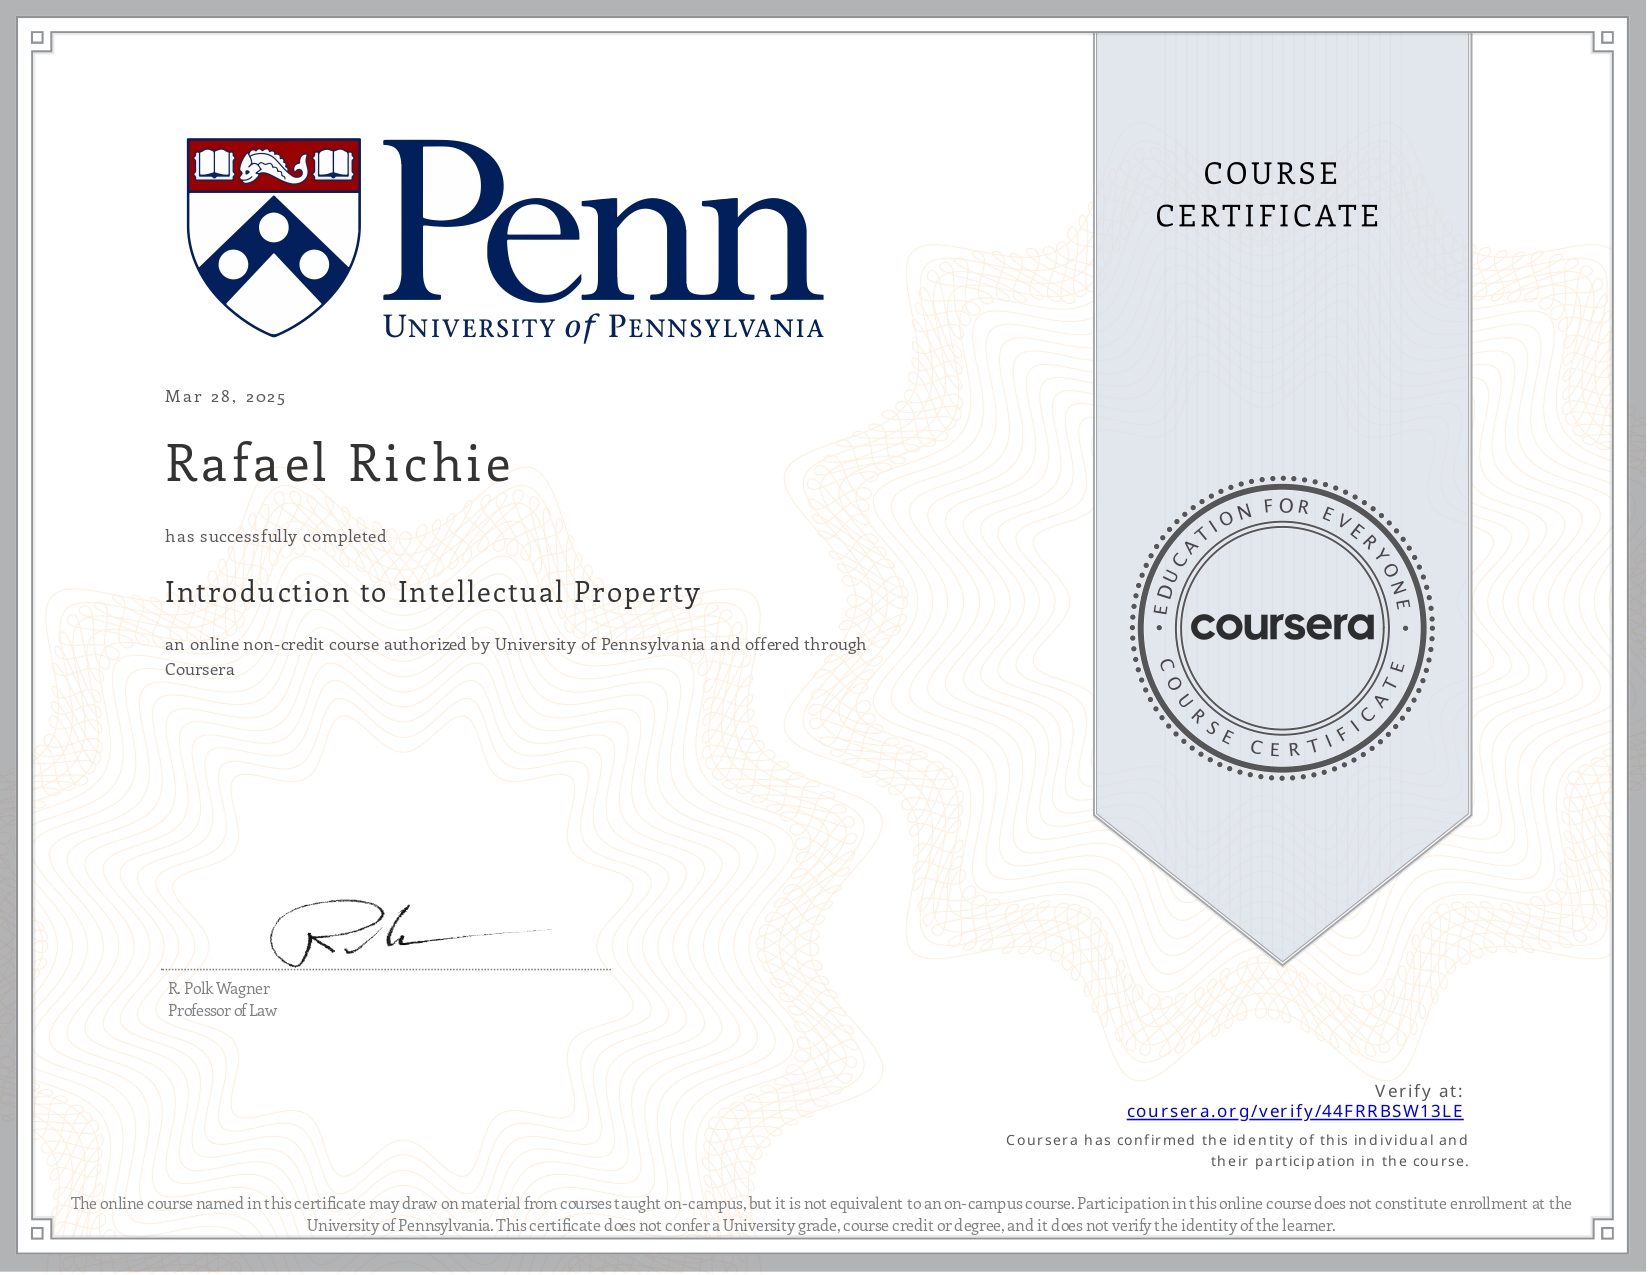 Penn
UNIVERSITY of PENNSYLVANIA
COURSE
CERTIFICATE
Mar 28, 2025
Rafael Richie
has successfully completed
Introduction to Intellectual Property
an online non-credit course authorized by University of Pennsylvania and offered through
Coursera
EDUCATION FOR EVERYONE
coursera
COURSE CERTIFICATE
R. Polk Wagner
Professor of Law
Verify at:
coursera.org/verify/44FRRBSW13LE
Coursera has confirmed the identity of this individual and
their participation in the course.
The online course named in this certificate may draw on material from courses taught on-campus, but it is not equivalent to an on-campus course. Participation in this online course does not constitute enrollment at the
University of Pennsylvania. This certificate does not confer a University grade, course credit or degree, and it does not verify the identity of the learner.